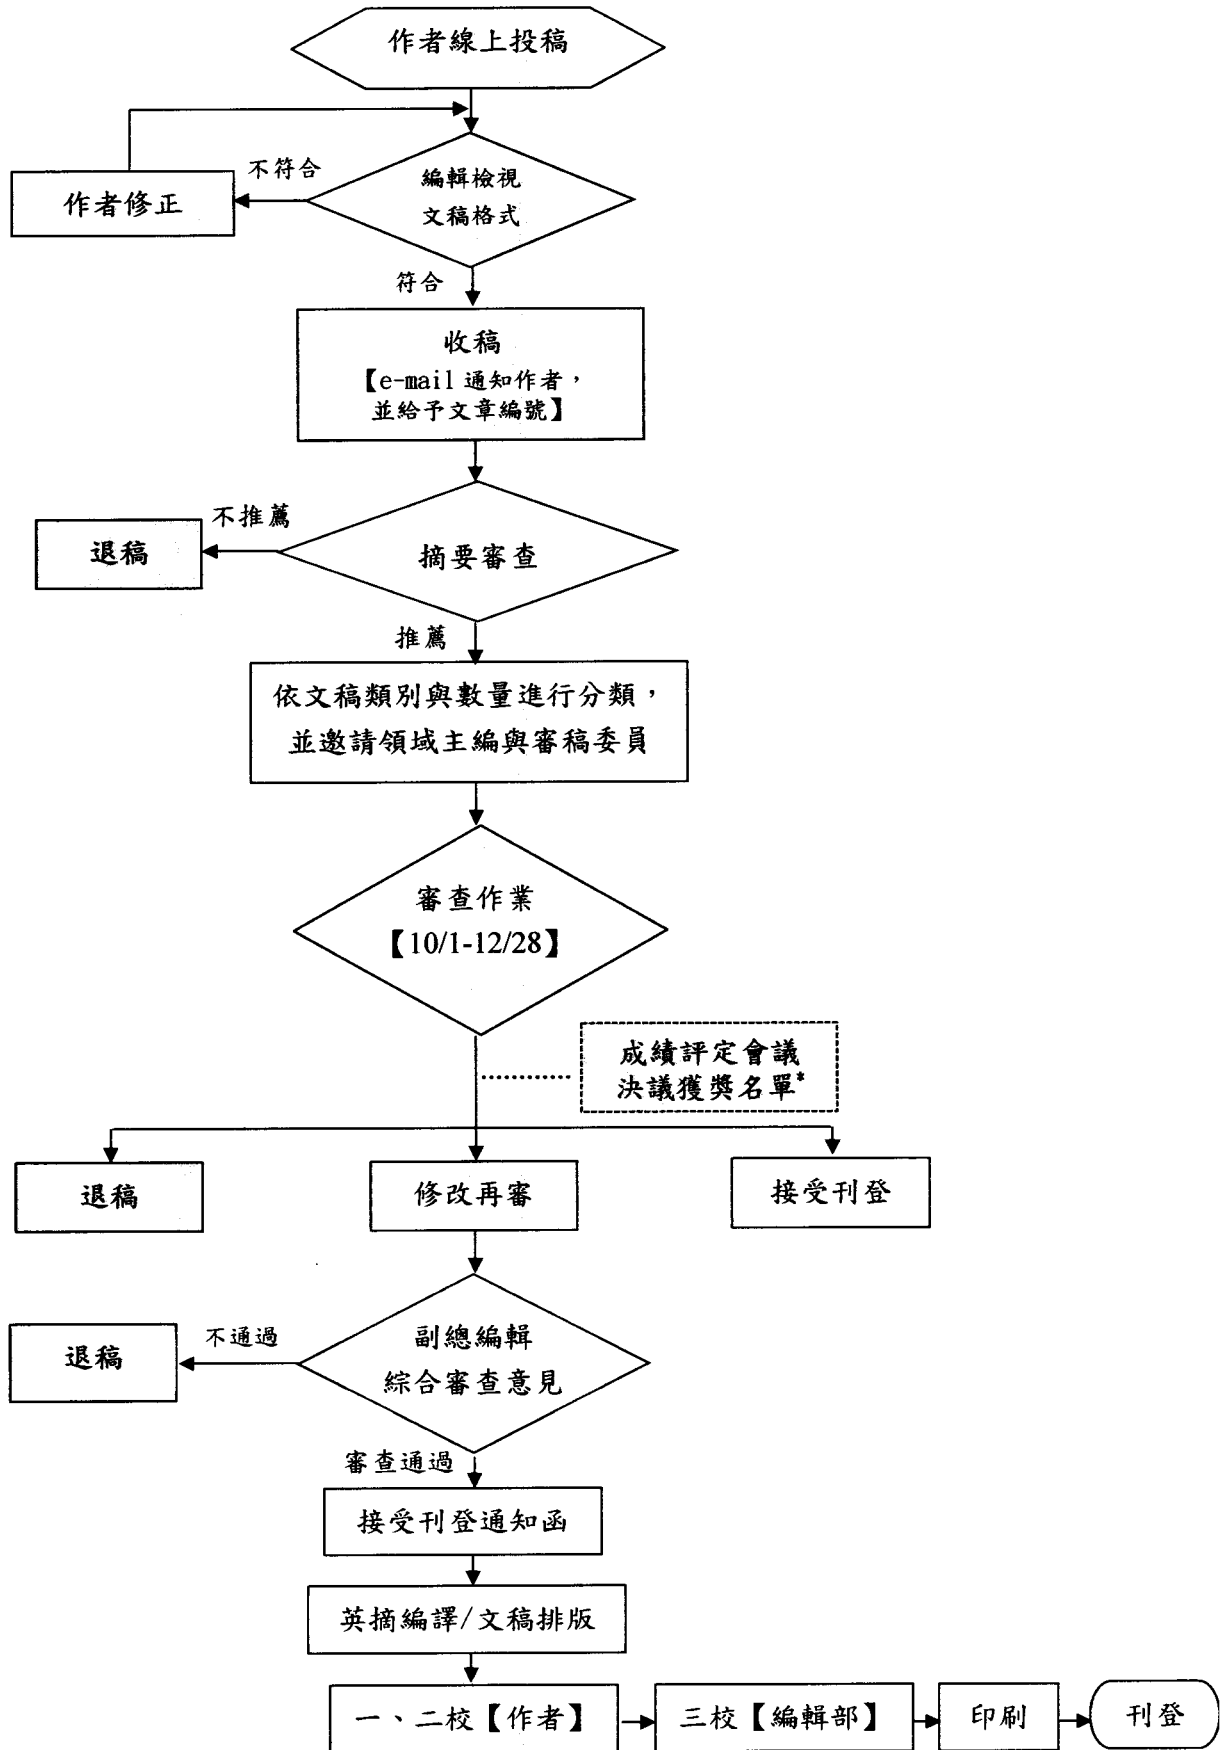 作者線上投稿
不符合
作者修正
編輯檢視
文稿格式
符合
收稿
【e-mail 通知作者，
並給予文章編號】
不推薦
退稿
摘要審查
推薦
依文稿類別與數量進行分類，
並邀請領域主編與審稿委員
審查作業
【10/1-12/28】
成績評定會議
決議獲獎名單*
退稿
修改再審
接受刊登
不通過
退稿
副總編輯
綜合審查意見
審查通過
接受刊登通知函
英摘編譯/文稿排版
一、二校【作者】
三校【編輯部】
印刷
刊登